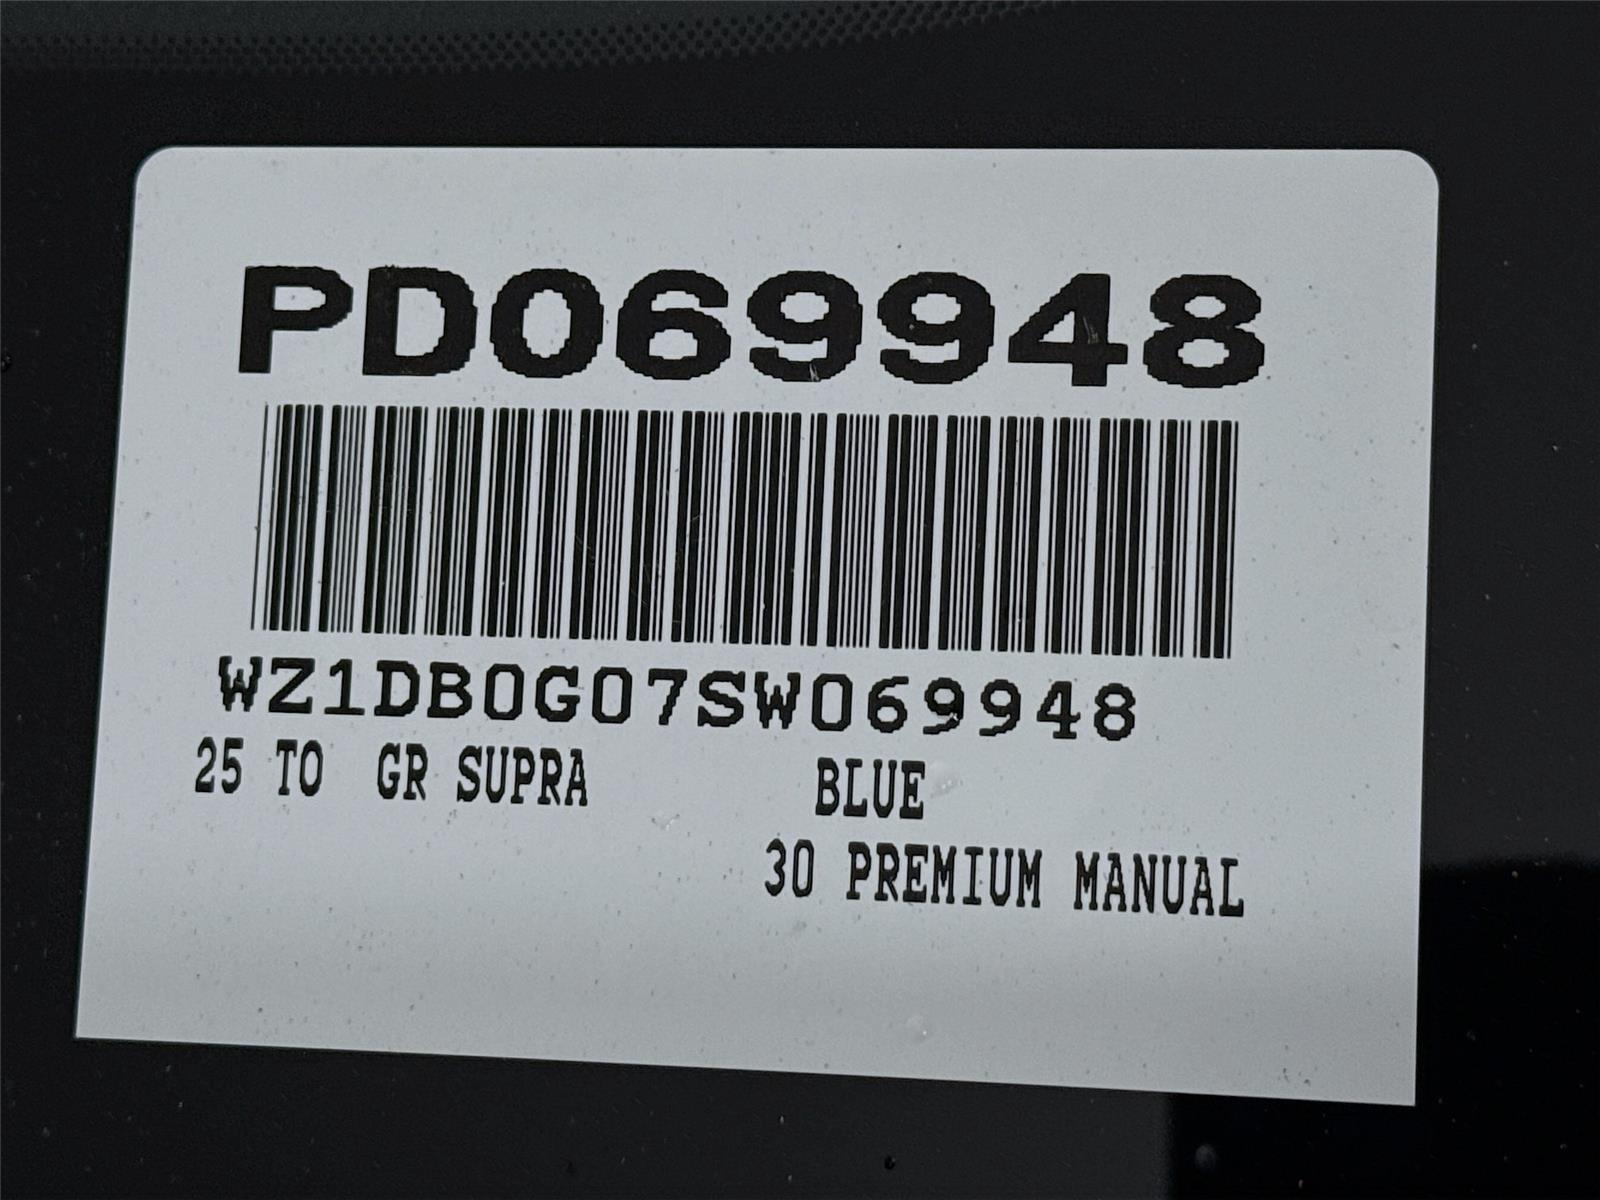 PD069948
WZ1DB0G07SW069948
25 TO GR SUPRA BLUE
30 PREMIUM MANUAL